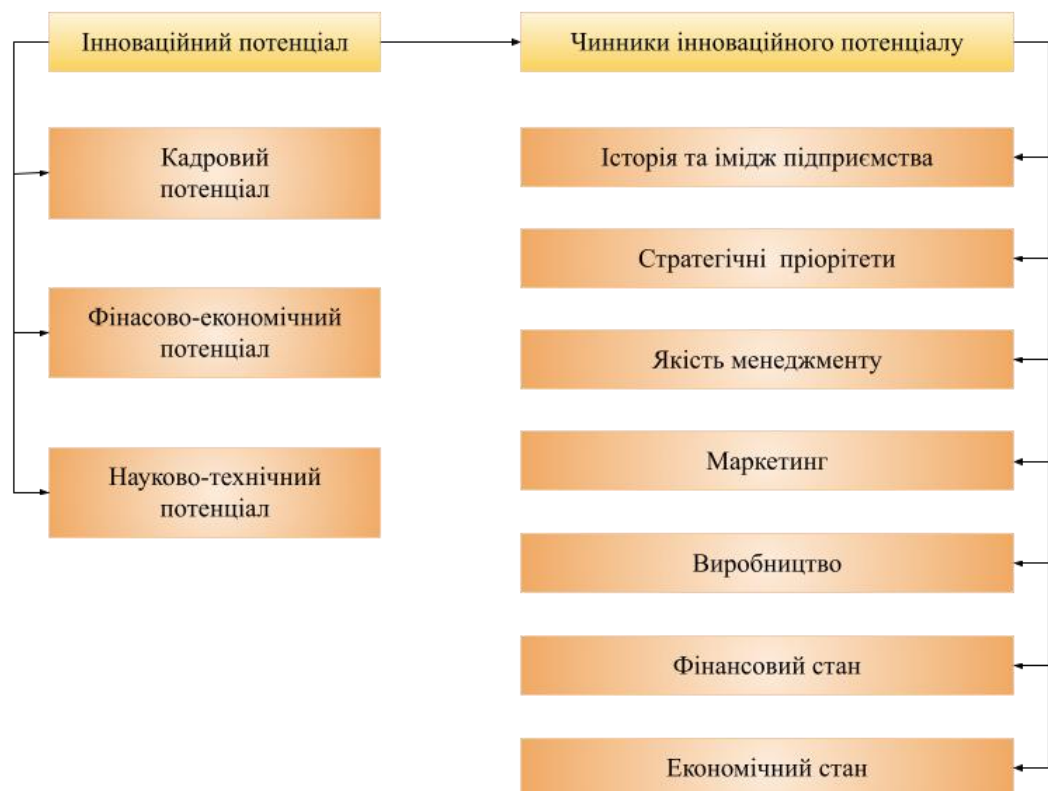 Інноваційний потенціал
Чинники інноваційного потенціалу
Кадровий
потенціал
Фінасово-економічний
потенціал
Науково-технічний
потенціал
Історія та імідж підприємства
Стратегічні пріорітети
Якість менеджменту
Маркетинг
Виробництво
Фінансовий стан
Економічний стан